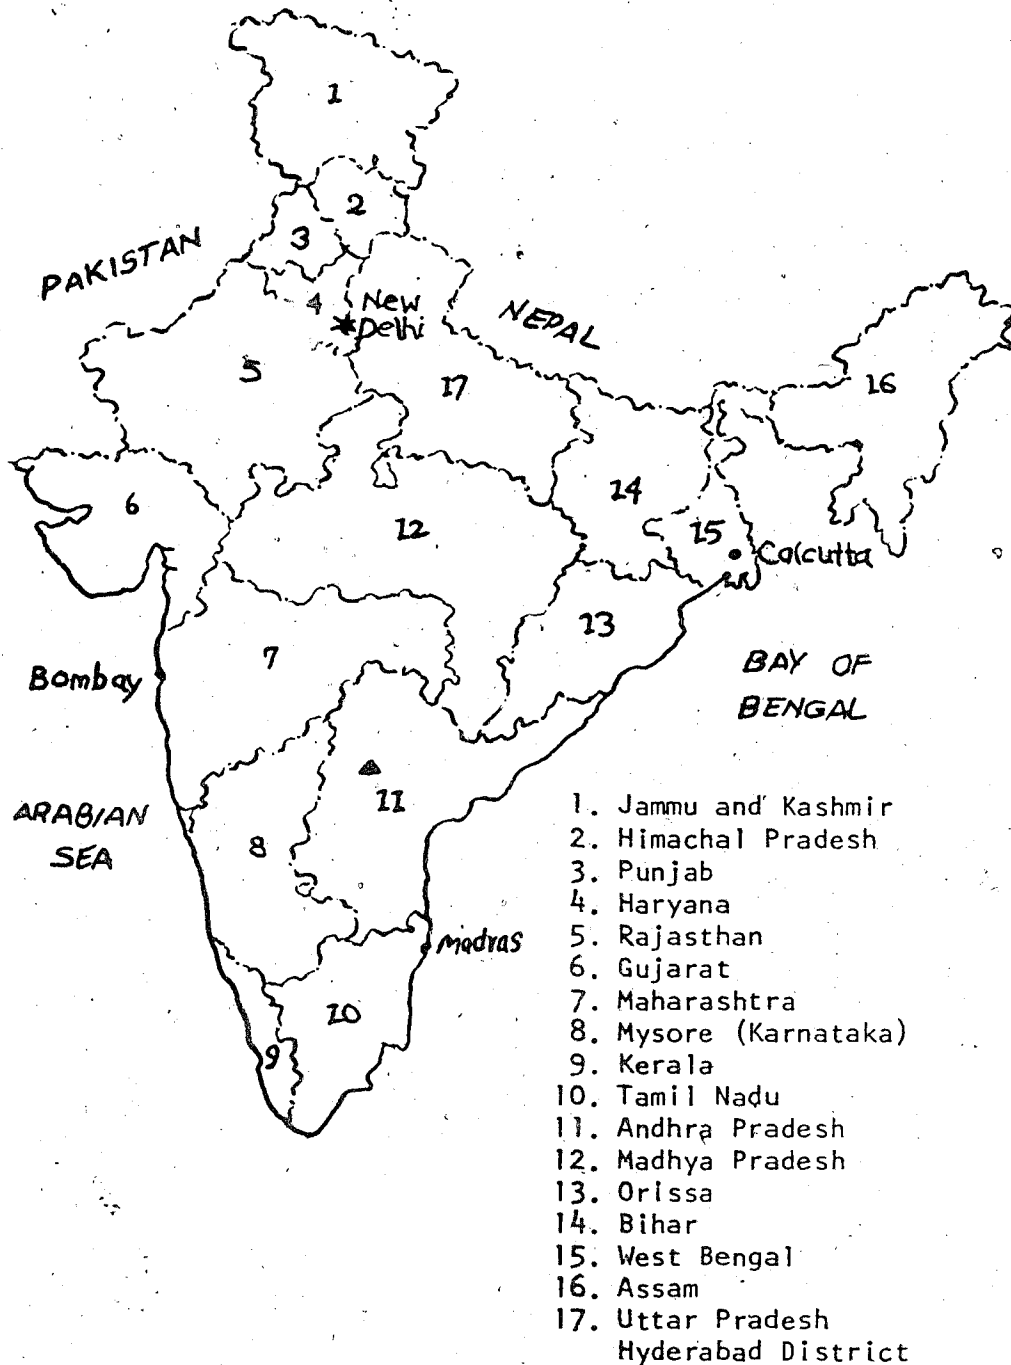 1
2
3
PAKISTAN
4
New
Delhi
NEPAL
5
17
16
6
14
12
15
Calcutta
13
7
Bombay
BAY OF
BENGAL
11
ARABIAN
SEA
8
Madras
10
9
1. Jammu and Kashmir
2. Himachal Pradesh
3. Punjab
4. Haryana
5. Rajasthan
6. Gujarat
7. Maharashtra
8. Mysore (Karnataka)
9. Kerala
10. Tamil Nadu
11. Andhra Pradesh
12. Madhya Pradesh
13. Orissa
14. Bihar
15. West Bengal
16. Assam
17. Uttar Pradesh
Hyderabad District